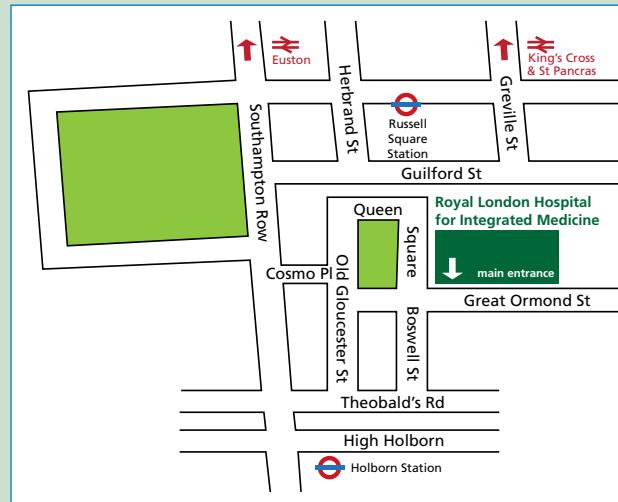 Euston
King's Cross
& St Pancras
Herbrand St
Greville St
Southampton Row
Russell
Square
Station
Guilford St
Queen
Square
Royal London Hospital
for Integrated Medicine
main entrance
Cosmo Pl
Old Gloucester St
Great Ormond St
Boswell St
Theobald's Rd
High Holborn
Holborn Station